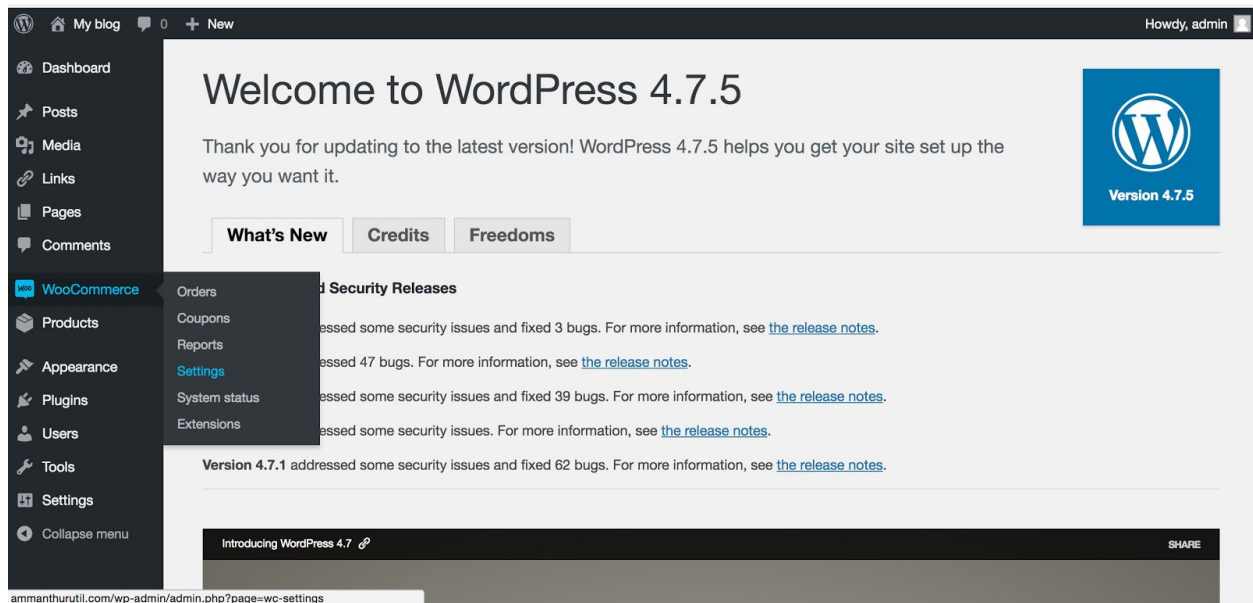 My blog 0 + New Howdy, admin
Dashboard
Posts
Media
Links
Pages
Comments
WooCommerce
Products
Appearance
Plugins
Users
Tools
Settings
Collapse menu
Orders
Coupons
Reports
Settings
System status
Extensions
Welcome to WordPress 4.7.5
Thank you for updating to the latest version! WordPress 4.7.5 helps you get your site set up the
way you want it.
Version 4.7.5
What's New Credits Freedoms
Security Releases
some security issues and fixed 3 bugs. For more information, see the release notes.
47 bugs. For more information, see the release notes.
some security issues and fixed 39 bugs. For more information, see the release notes.
some security issues. For more information, see the release notes.
Version 4.7.1 addressed some security issues and fixed 62 bugs. For more information, see the release notes.
Introducing WordPress 4.7 SHARE
ammanthurutil.com/wp-admin/admin.php?page=wc-settings